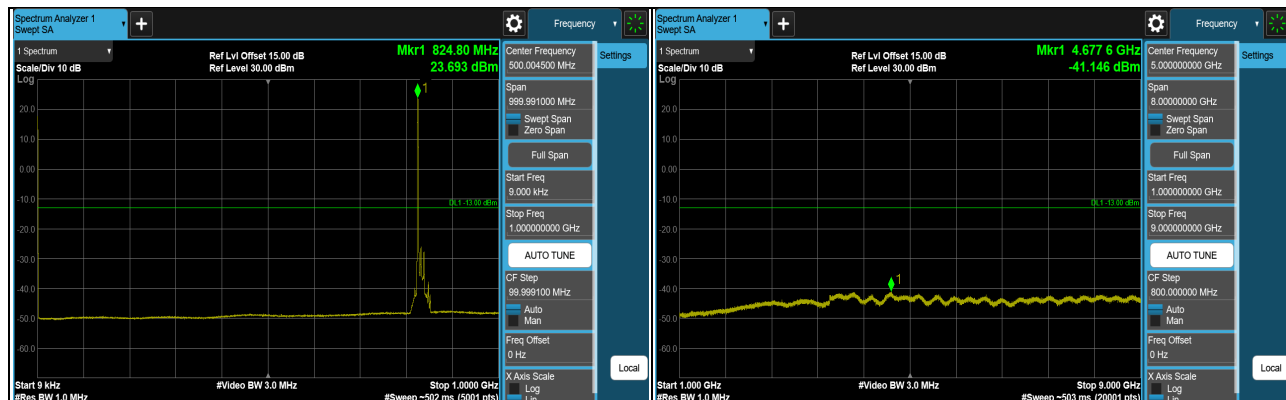 Spectrum Analyzer 1
Swept SA
+
Frequency
1 Spectrum
Scale/Div 10 dB
Log
Ref Lvl Offset 15.00 dB
Ref Level 30.00 dBm
Mkr1 824.80 MHz
23.693 dBm
1
20.0
10.0
0.00
-10.0
DL1 -13.00 dBm
-20.0
-30.0
-40.0
-50.0
-60.0
Start 9 kHz
#Res BW 1.0 MHz
#Video BW 3.0 MHz
Stop 1.0000 GHz
#Sweep ~502 ms (5001 pts)
Center Frequency
500.004500 MHz
Settings
Span
999.991000 MHz
Swept Span
Zero Span
Full Span
Start Freq
9.000 kHz
Stop Freq
1.000000000 GHz
AUTO TUNE
CF Step
99.999100 MHz
Auto
Man
Freq Offset
0 Hz
X Axis Scale
Log
Lin
Local
Spectrum Analyzer 1
Swept SA
+
Frequency
1 Spectrum
Scale/Div 10 dB
Log
Ref Lvl Offset 15.00 dB
Ref Level 30.00 dBm
Mkr1 4.677 6 GHz
-41.146 dBm
20.0
10.0
0.00
-10.0
DL1 -13.00 dBm
-20.0
-30.0
1
-40.0
-50.0
-60.0
Start 1.000 GHz
#Res BW 1.0 MHz
#Video BW 3.0 MHz
Stop 9.000 GHz
#Sweep ~503 ms (20001 pts)
Center Frequency
5.000000000 GHz
Settings
Span
8.00000000 GHz
Swept Span
Zero Span
Full Span
Start Freq
1.000000000 GHz
Stop Freq
9.000000000 GHz
AUTO TUNE
CF Step
800.000000 MHz
Auto
Man
Freq Offset
0 Hz
X Axis Scale
Log
Lin
Local